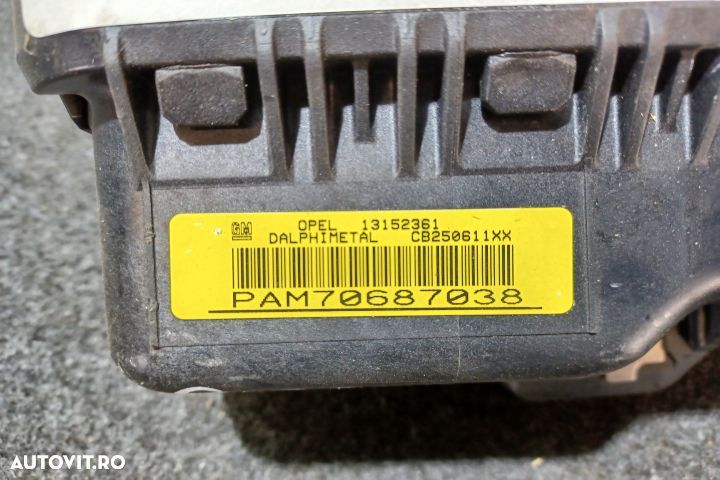 GM OPEL 13152361
DALPHIMETAL CB250611XX
PAM70687038
AUTOVIT.RO